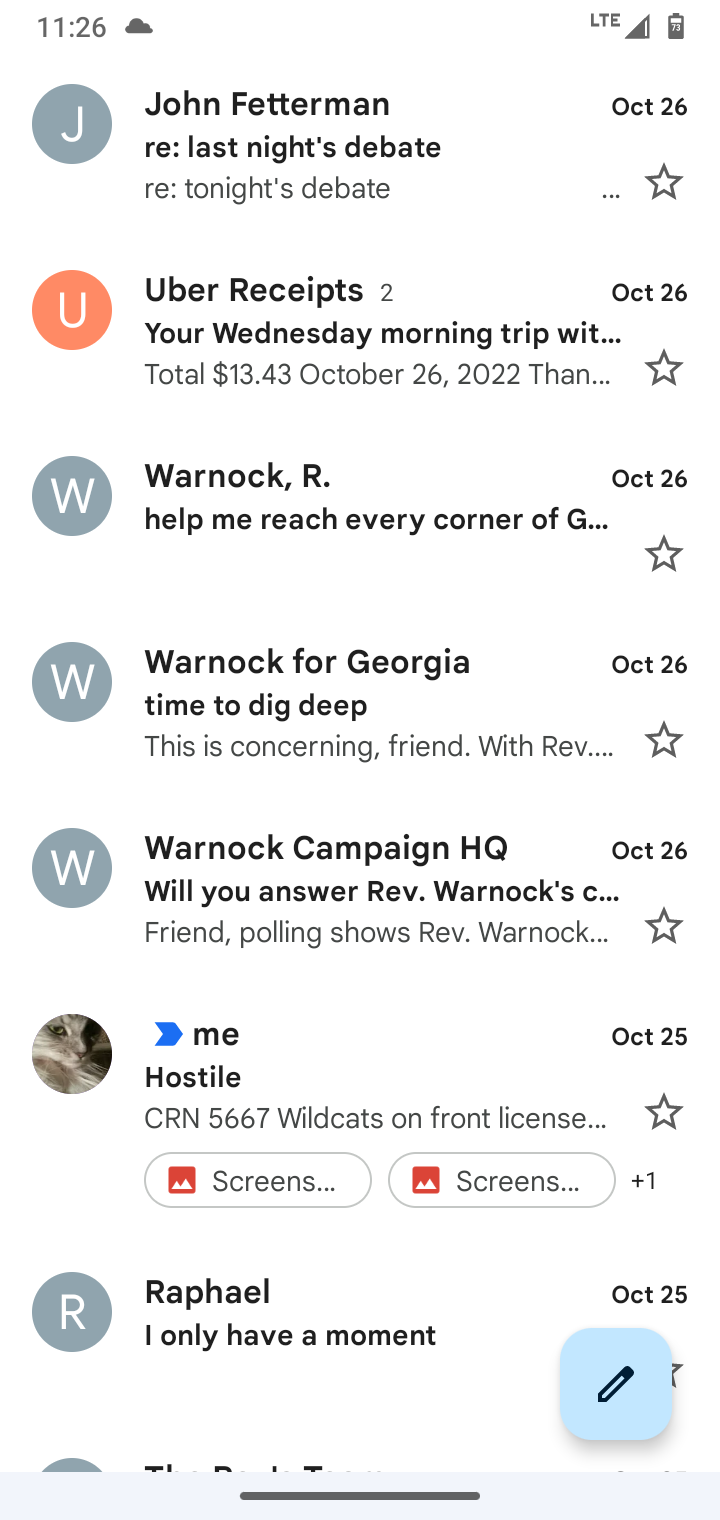 11:26
LTE
73
J
John Fetterman
Oct 26
re: last night's debate
re: tonight's debate ...
U
Uber Receipts 2
Oct 26
Your Wednesday morning trip wit...
Total $13.43 October 26, 2022 Than...
W
Warnock, R.
Oct 26
help me reach every corner of G...
W
Warnock for Georgia
Oct 26
time to dig deep
This is concerning, friend. With Rev....
W
Warnock Campaign HQ
Oct 26
Will you answer Rev. Warnock's c...
Friend, polling shows Rev. Warnock...
me
Oct 25
Hostile
CRN 5667 Wildcats on front license...
Screens... Screens... +1
R
Raphael
Oct 25
I only have a moment